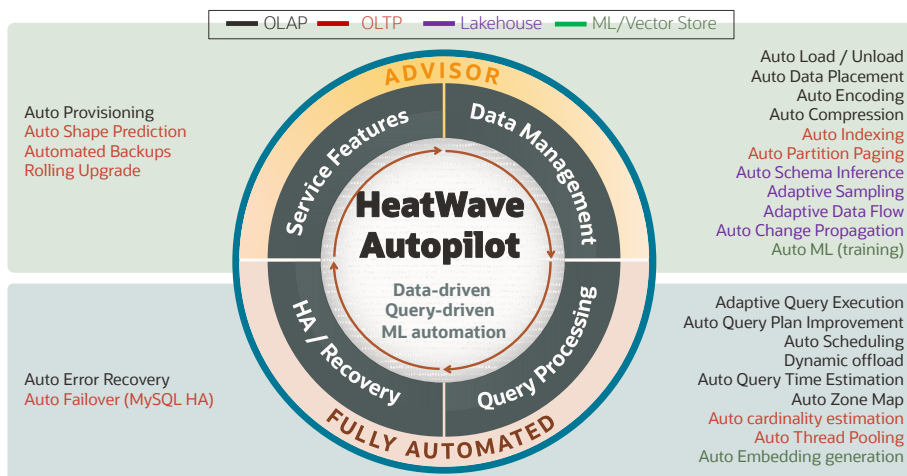 OLAP OLTP Lakehouse ML/Vector Store
Auto Provisioning
Auto Shape Prediction
Automated Backups
Rolling Upgrade
ADVISOR
Service Features
Data Management
HeatWave
Autopilot
Data-driven
Query-driven
ML automation
HA / Recovery
Query Processing
FULLY AUTOMATED
Auto Load / Unload
Auto Data Placement
Auto Encoding
Auto Compression
Auto Indexing
Auto Partition Paging
Auto Schema Inference
Adaptive Sampling
Adaptive Data Flow
Auto Change Propagation
Auto ML (training)
Auto Error Recovery
Auto Failover (MySQL HA)
Adaptive Query Execution
Auto Query Plan Improvement
Auto Scheduling
Dynamic offload
Auto Query Time Estimation
Auto Zone Map
Auto cardinality estimation
Auto Thread Pooling
Auto Embedding generation